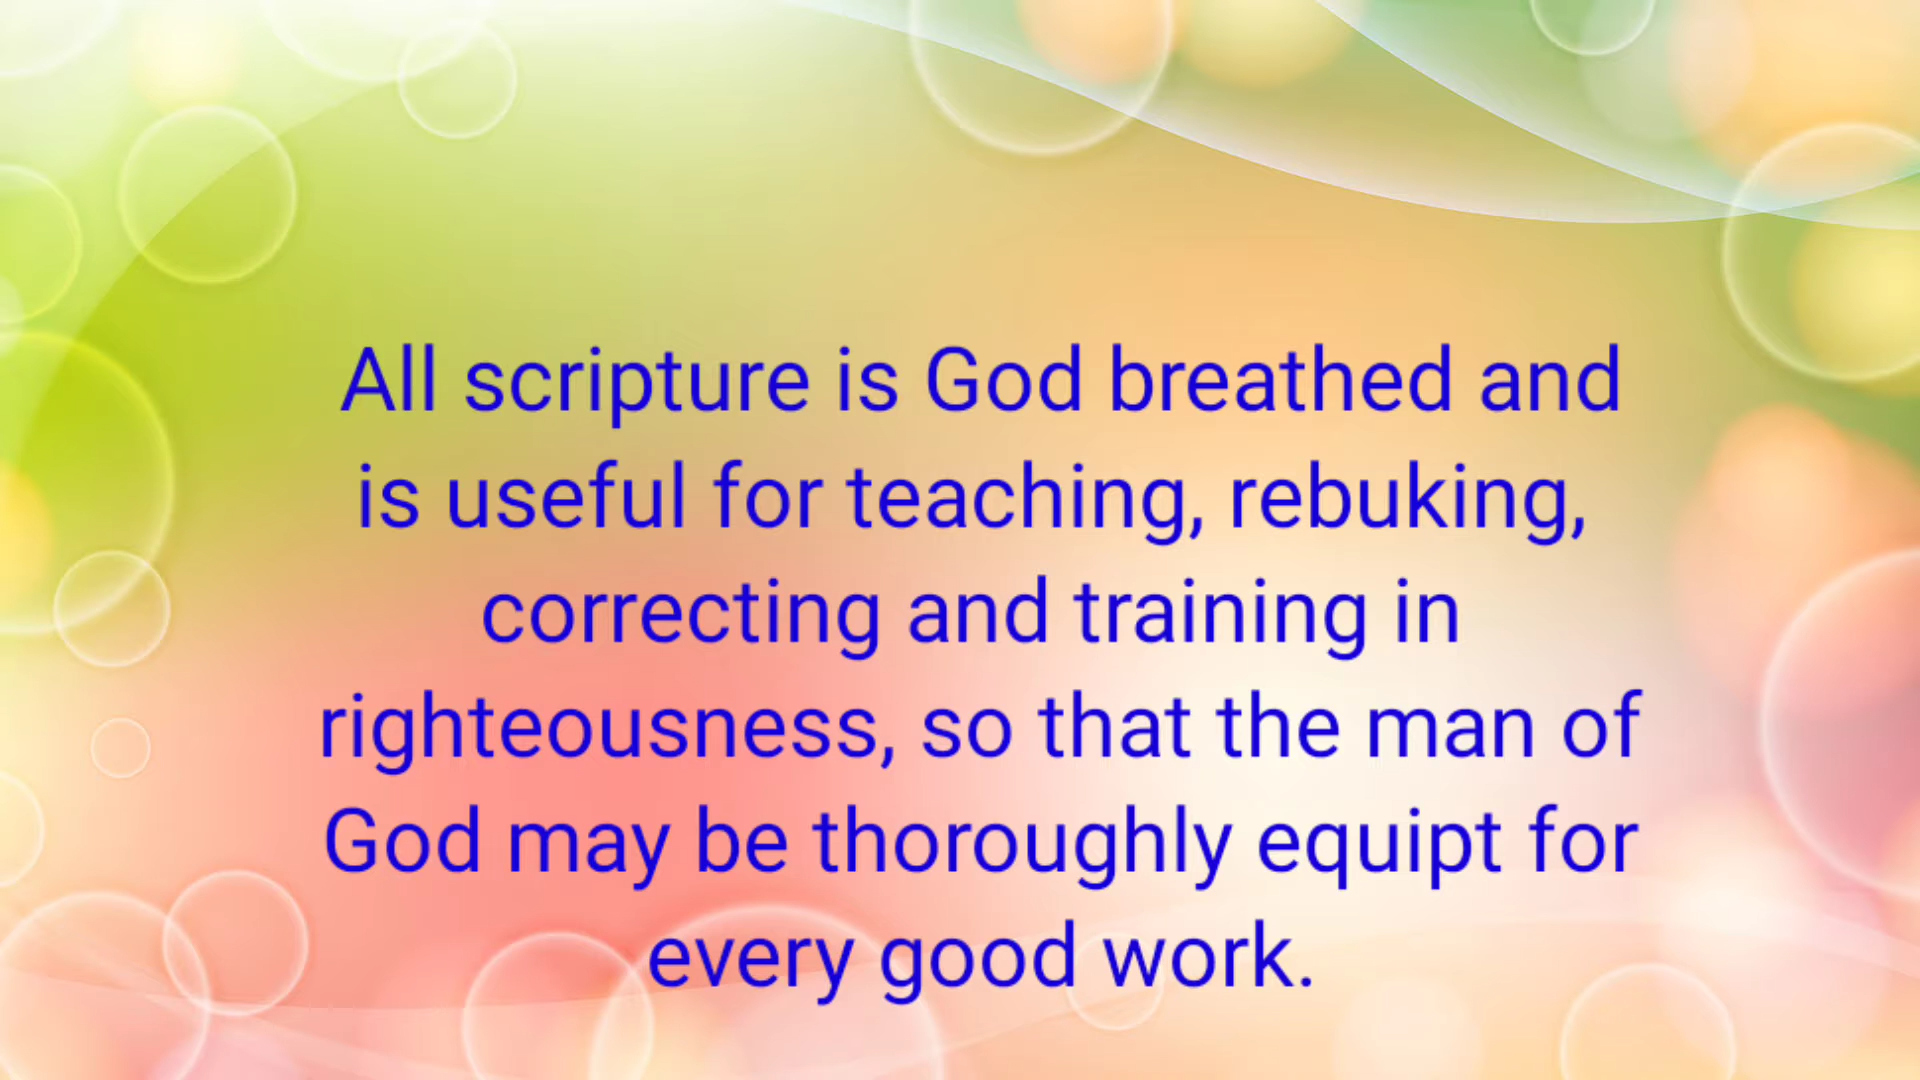 All scripture is God breathed and
is useful for teaching, rebuking,
correcting and training in
righteousness, so that the man of
God may be thoroughly equipt for
every good work.